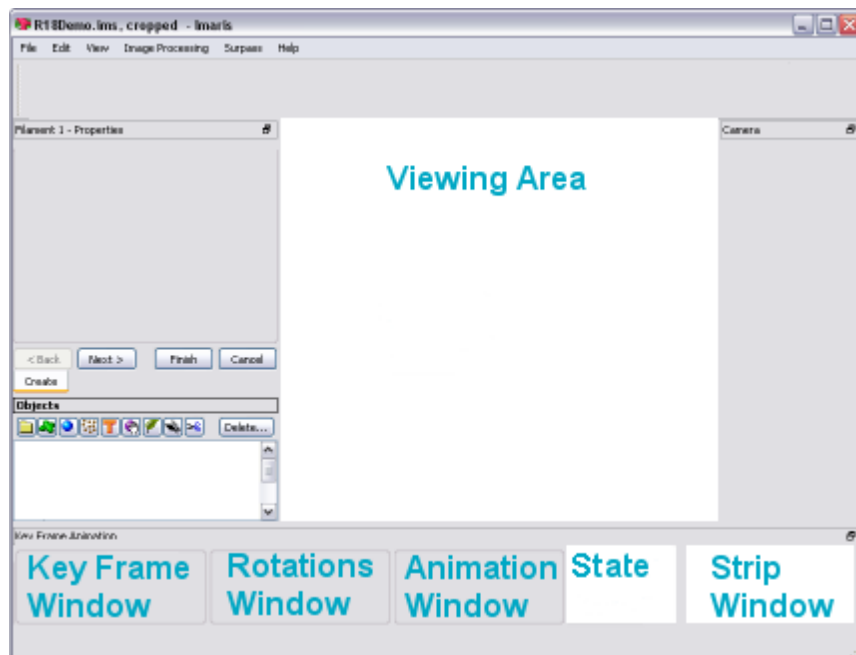 R18Demo.ims, cropped - Imaris
File Edit View Image Processing Surpass Help
Filament 1 - Properties
Camera
Viewing Area
< Back Next > Finish Cancel
Create
Objects
Delete...
Key Frame Animation
Key Frame Window
Rotations Window
Animation Window
State
Strip Window